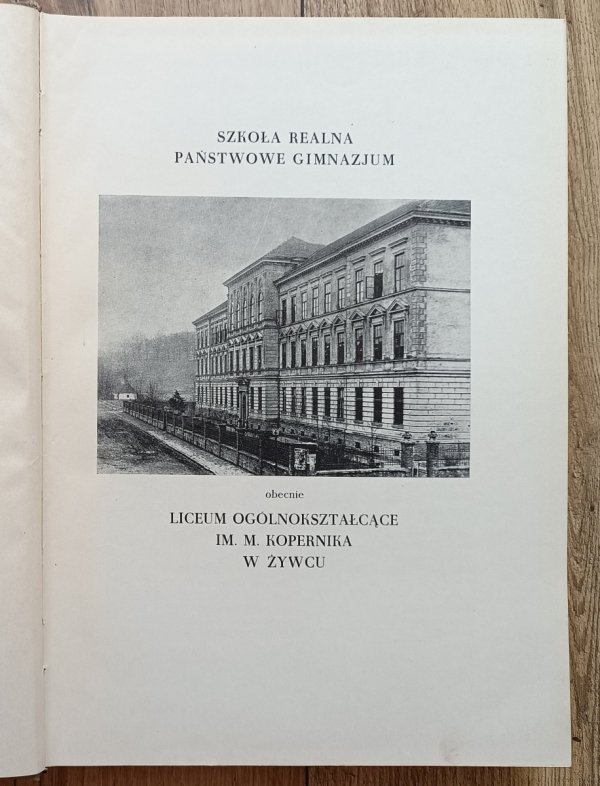 SZKOŁA REALNA
PAŃSTWOWE GIMNAZJUM
obecnie
LICEUM OGÓLNOKSZTAŁCĄCE
IM. M. KOPERNIKA
W ŻYWCU